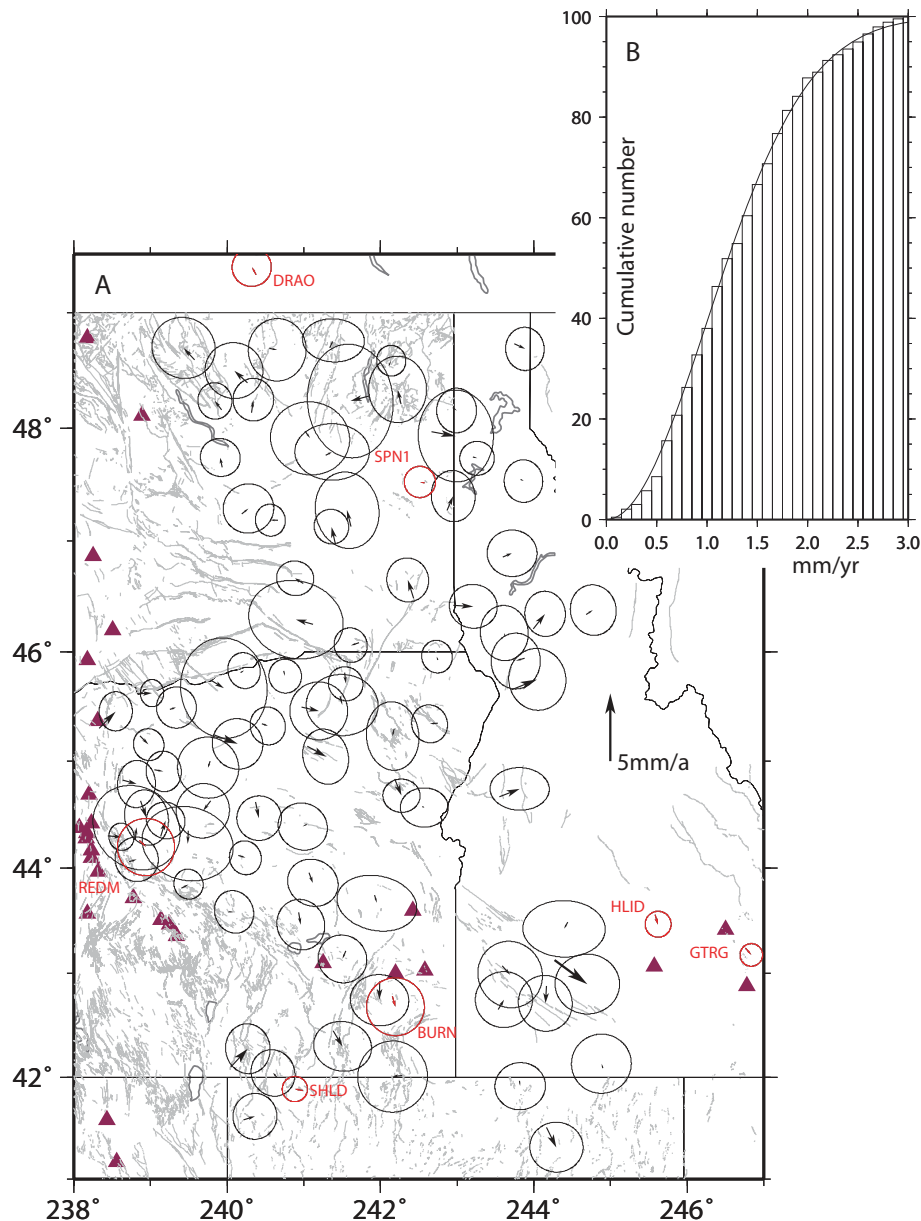 100
B
80
60
40
20
0
Cumulative number
0.0 0.5 1.0 1.5 2.0 2.5 3.0
mm/yr
A
DRAO
48°
SPN1
46°
5mm/a
44°
REDM
HLID
GTRG
BURN
42°
SHLD
238 240 242 244 246